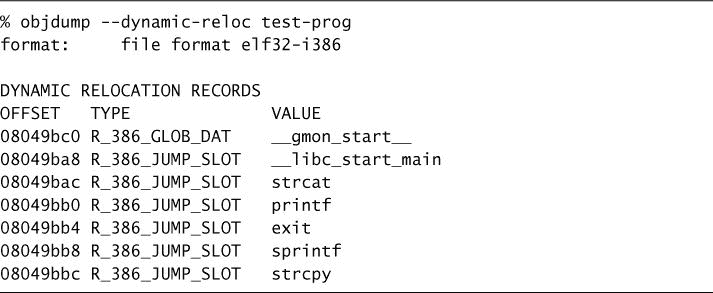 % objdump --dynamic-reloc test-prog
format:     file format elf32-i386
DYNAMIC RELOCATION RECORDS
OFFSET   TYPE              VALUE
08049bc0 R_386_GLOB_DAT    __gmon_start__
08049ba8 R_386_JUMP_SLOT   __libc_start_main
08049bac R_386_JUMP_SLOT   strcat
08049bb0 R_386_JUMP_SLOT   printf
08049bb4 R_386_JUMP_SLOT   exit
08049bb8 R_386_JUMP_SLOT   sprintf
08049bbc R_386_JUMP_SLOT   strcpy